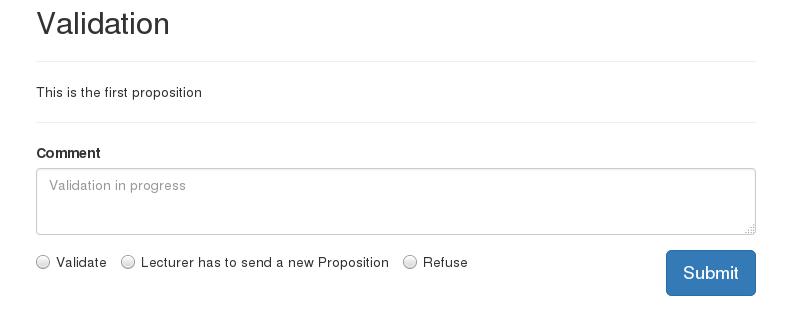 Validation
This is the first proposition
Comment
Validation in progress
Validate Lecturer has to send a new Proposition Refuse
Submit